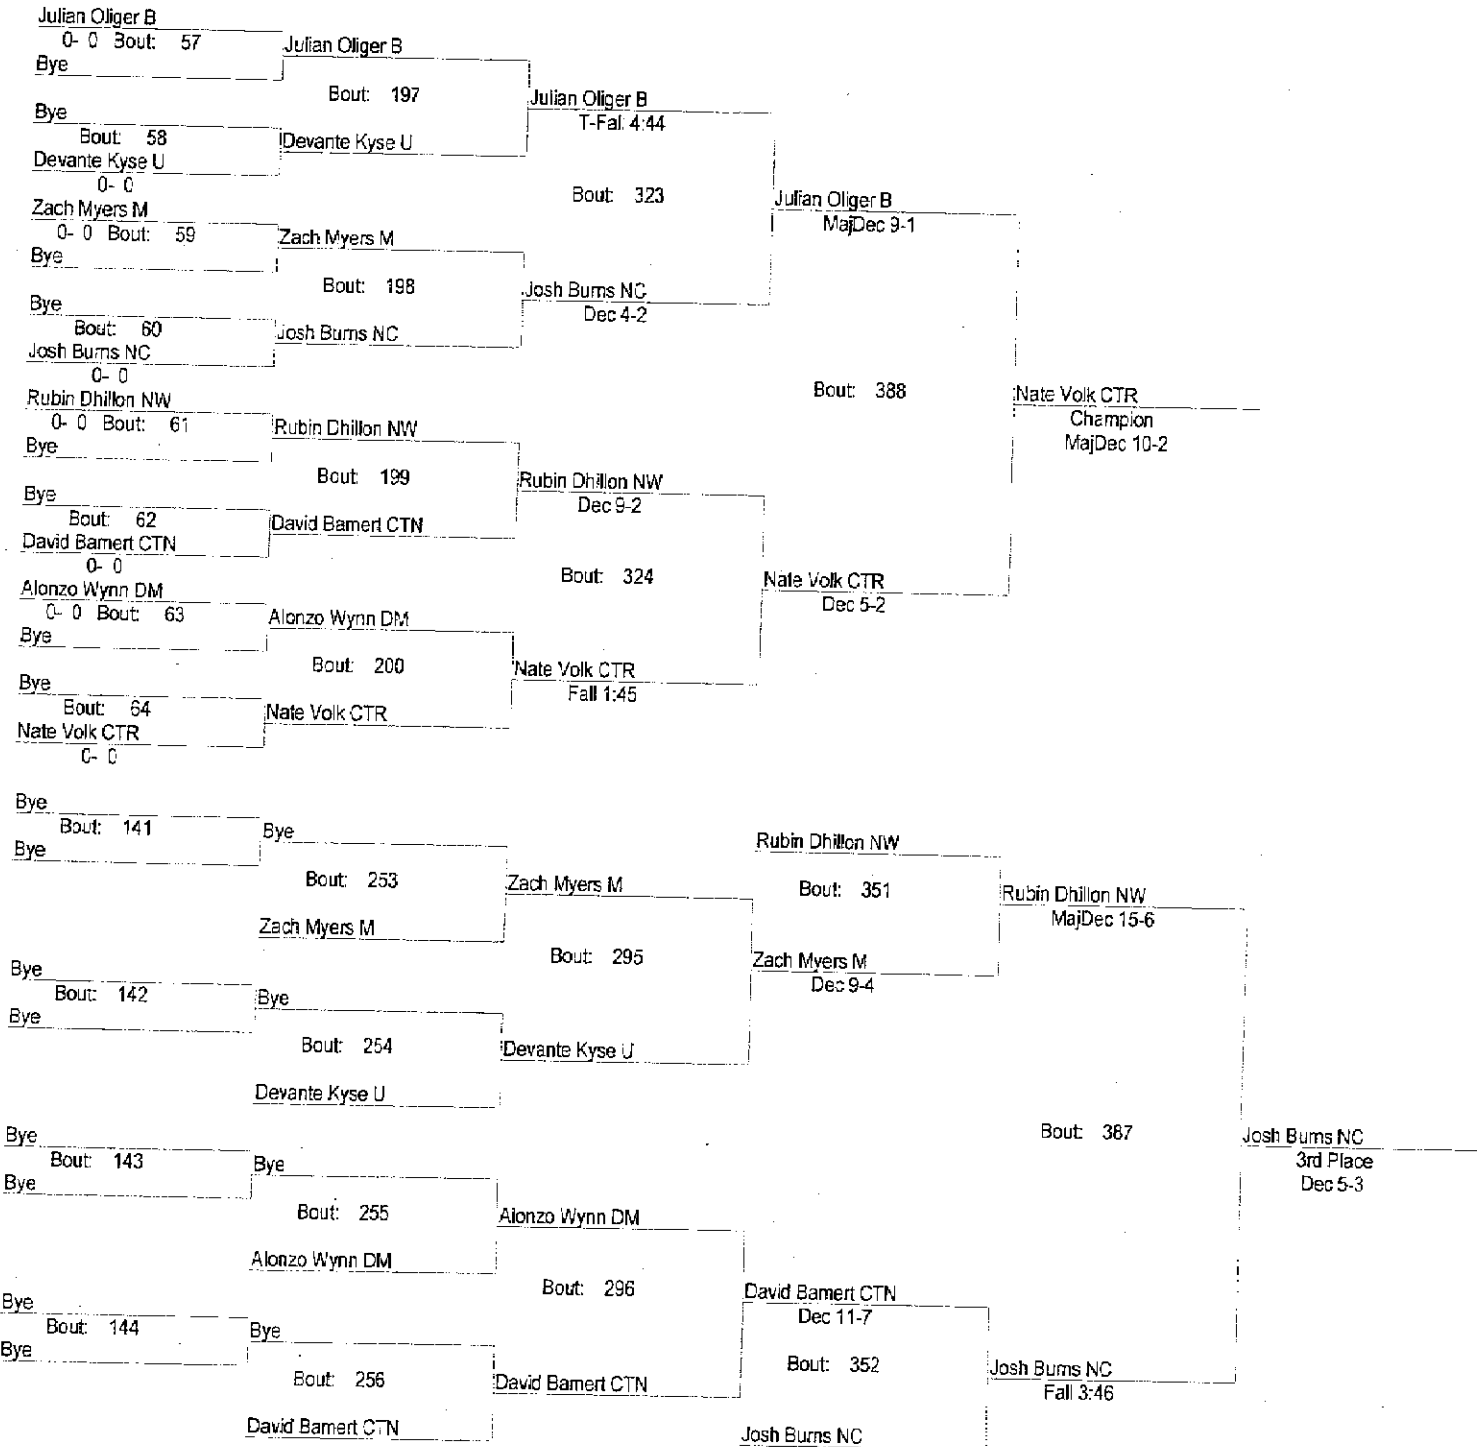 Julian Oliger B
0- 0 Bout: 57
Bye
Julian Oliger B
Bout: 197
Bye
Bout: 58
Devante Kyse U
0- 0
Devante Kyse U
Julian Oliger B
T-Fal: 4:44
Bout: 323
Zach Myers M
0- 0 Bout: 59
Bye
Zach Myers M
Bout: 198
Bye
Bout: 60
Josh Burns NC
0- 0
Josh Burns NC
Josh Burns NC
Dec 4-2
Julian Oliger B
MajDec 9-1
Bout: 388
Rubin Dhillon NW
0- 0 Bout: 61
Bye
Rubin Dhillon NW
Bout: 199
Bye
Bout: 62
David Bamert CTN
0- 0
David Bamert CTN
Rubin Dhillon NW
Dec 9-2
Bout: 324
Alonzo Wynn DM
0- 0 Bout: 63
Bye
Alonzo Wynn DM
Bout: 200
Bye
Bout: 64
Nate Volk CTR
0- 0
Nate Volk CTR
Nate Volk CTR
Fall 1:45
Nate Volk CTR
Dec 5-2
Nate Volk CTR
Champion
MajDec 10-2
Bye
Bout: 141
Bye
Bye
Bout: 253
Zach Myers M
Zach Myers M
Bout: 295
Bye
Bout: 142
Bye
Bye
Bout: 254
Devante Kyse U
Devante Kyse U
Rubin Dhillon NW
Bout: 351
Zach Myers M
Dec 9-4
Rubin Dhillon NW
MajDec 15-6
Bout: 387
Bye
Bout: 143
Bye
Bye
Bout: 255
Alonzo Wynn DM
Alonzo Wynn DM
Bout: 296
Bye
Bout: 144
Bye
Bye
Bout: 256
David Bamert CTN
David Bamert CTN
David Bamert CTN
Dec 11-7
Bout: 352
Josh Burns NC
Josh Burns NC
Fall 3:46
Josh Burns NC
3rd Place
Dec 5-3